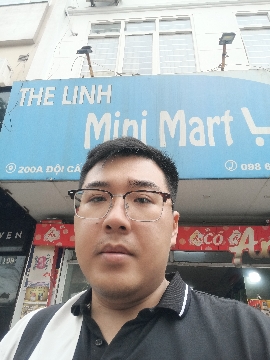 THE LINH
Mini Mart
200A ĐỘI CẤ
098 6
VEN
CÓ